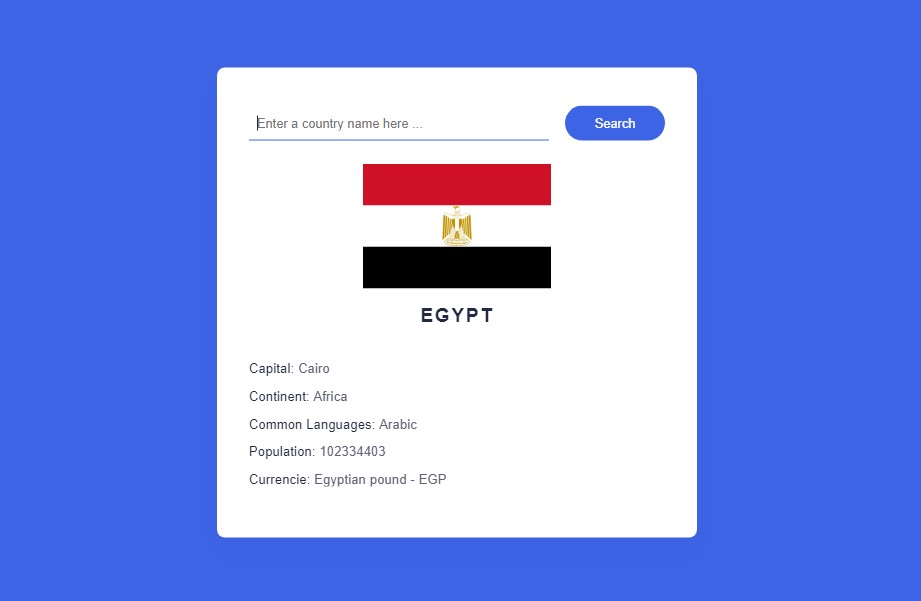 Enter a country name here ...
Search
EGYPT
Capital: Cairo
Continent: Africa
Common Languages: Arabic
Population: 102334403
Currencie: Egyptian pound - EGP